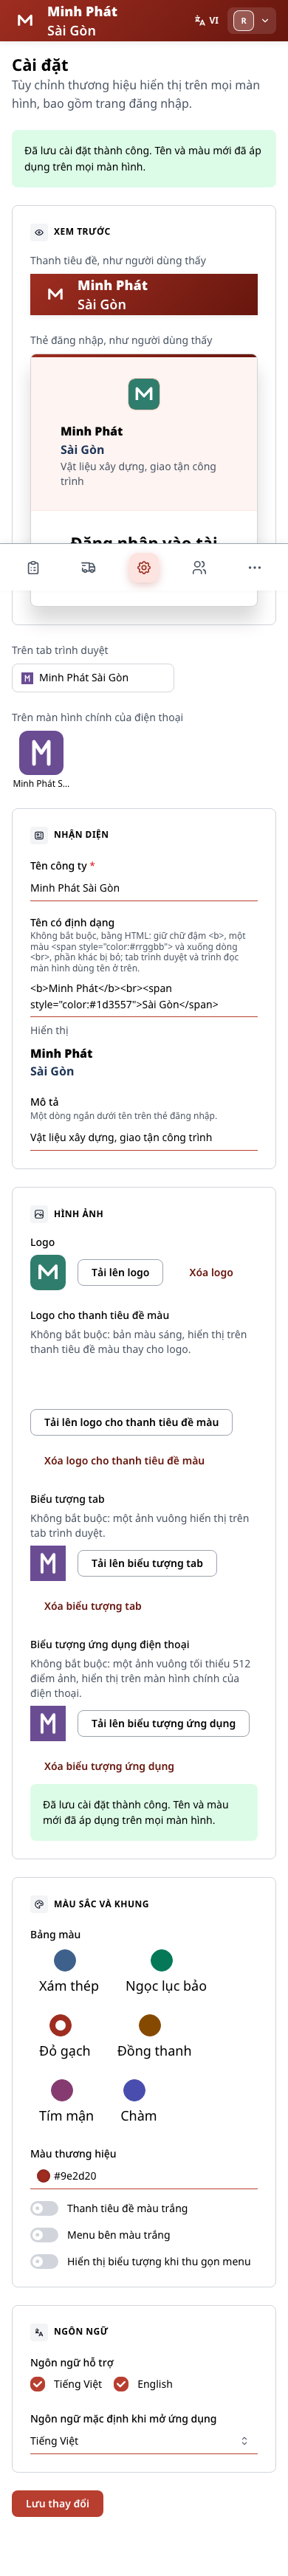 Minh Phát
Sài Gòn
VI
R
Cài đặt
Tùy chỉnh thương hiệu hiển thị trên mọi màn
hình, bao gồm trang đăng nhập.
Đã lưu cài đặt thành công. Tên và màu mới đã áp
dụng trên mọi màn hình.
XEM TRƯỚC
Thanh tiêu đề, như người dùng thấy
Minh Phát
Sài Gòn
Thẻ đăng nhập, như người dùng thấy
Minh Phát
Sài Gòn
Vật liệu xây dựng, giao tận công
trình
Đăng nhập vào tài
Trên tab trình duyệt
Minh Phát Sài Gòn
Trên màn hình chính của điện thoại
Minh Phát S...
NHẬN DIỆN
Tên công ty *
Minh Phát Sài Gòn
Tên có định dạng
Không bắt buộc, bằng HTML: giữ chữ đậm <b>, một
màu <span style="color:#rrggbb"> và xuống dòng
<br>, phần khác bị bỏ; tab trình duyệt và trình đọc
màn hình dùng tên ở trên.
<b>Minh Phát</b><br><span
style="color:#1d3557">Sài Gòn</span>
Hiển thị
Minh Phát
Sài Gòn
Mô tả
Một dòng ngắn dưới tên trên thẻ đăng nhập.
Vật liệu xây dựng, giao tận công trình
HÌNH ẢNH
Logo
Tải lên logo
Xóa logo
Logo cho thanh tiêu đề màu
Không bắt buộc: bản màu sáng, hiển thị trên
thanh tiêu đề màu thay cho logo.
Tải lên logo cho thanh tiêu đề màu
Xóa logo cho thanh tiêu đề màu
Biểu tượng tab
Không bắt buộc: một ảnh vuông hiển thị trên
tab trình duyệt.
Tải lên biểu tượng tab
Xóa biểu tượng tab
Biểu tượng ứng dụng điện thoại
Không bắt buộc: một ảnh vuông tối thiểu 512
điểm ảnh, hiển thị trên màn hình chính của
điện thoại.
Tải lên biểu tượng ứng dụng
Xóa biểu tượng ứng dụng
Đã lưu cài đặt thành công. Tên và màu
mới đã áp dụng trên mọi màn hình.
MÀU SẮC VÀ KHUNG
Bảng màu
Xám thép
Ngọc lục bảo
Đỏ gạch
Đồng thanh
Tím mận
Chàm
Màu thương hiệu
#9e2d20
Thanh tiêu đề màu trắng
Menu bên màu trắng
Hiển thị biểu tượng khi thu gọn menu
NGÔN NGỮ
Ngôn ngữ hỗ trợ
Tiếng Việt
English
Ngôn ngữ mặc định khi mở ứng dụng
Tiếng Việt
Lưu thay đổi